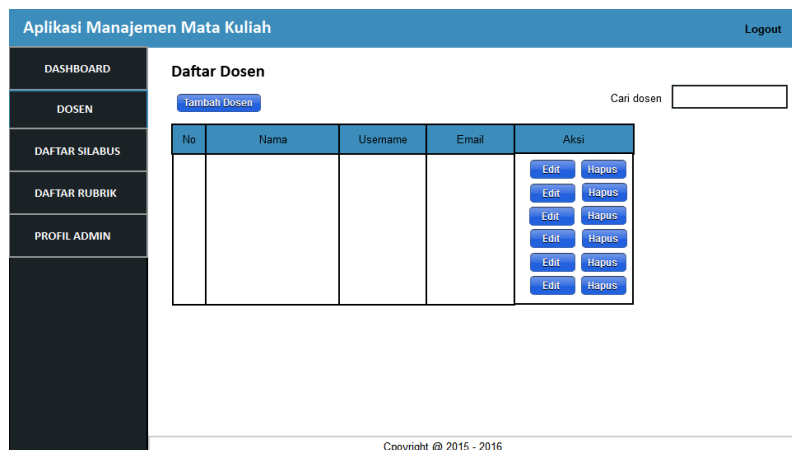 Aplikasi Manajemen Mata Kuliah
Logout
DASHBOARD
DOSEN
DAFTAR SILABUS
DAFTAR RUBRIK
PROFIL ADMIN
Daftar Dosen
Tambah Dosen
Cari dosen
No Nama Username Email Aksi
Edit Hapus
Edit Hapus
Edit Hapus
Edit Hapus
Edit Hapus
Edit Hapus
Cpoyright @ 2015 - 2016